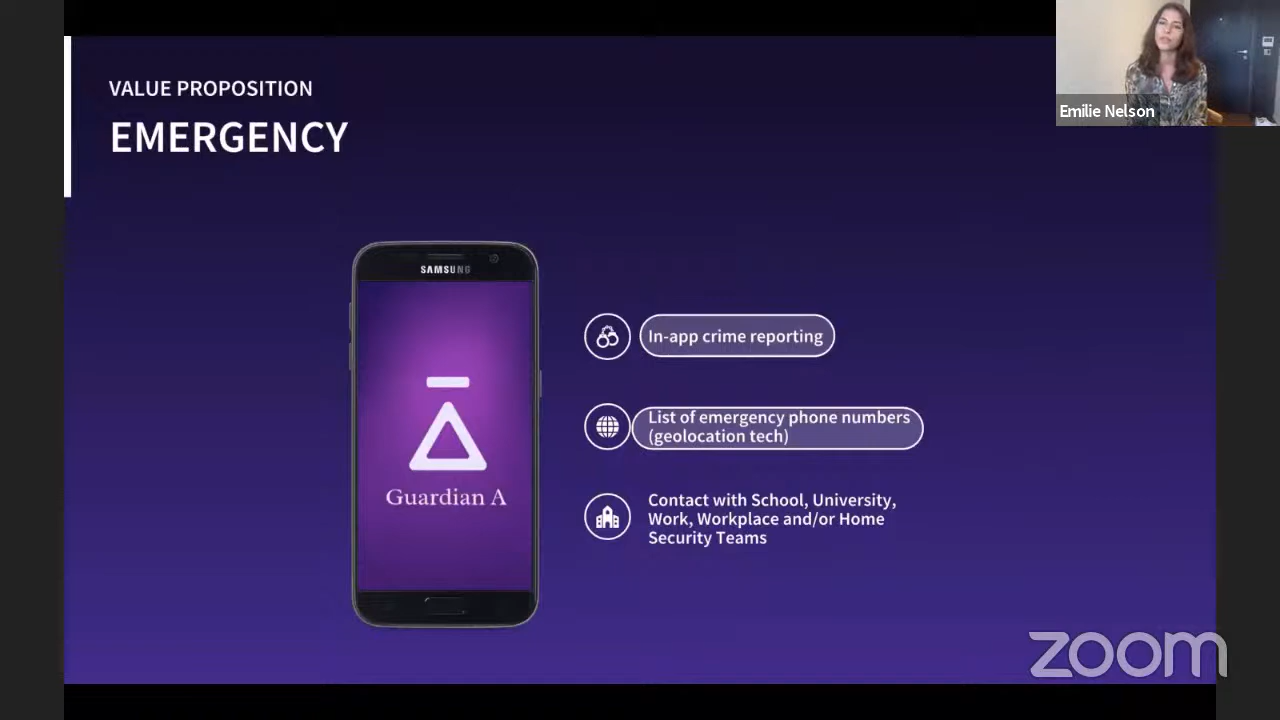 VALUE PROPOSITION
EMERGENCY
Emilie Nelson
SAMSUNG
Guardian A
In-app crime reporting
List of emergency phone numbers
(geolocation tech)
Contact with School, University,
Work, Workplace and/or Home
Security Teams
zoom